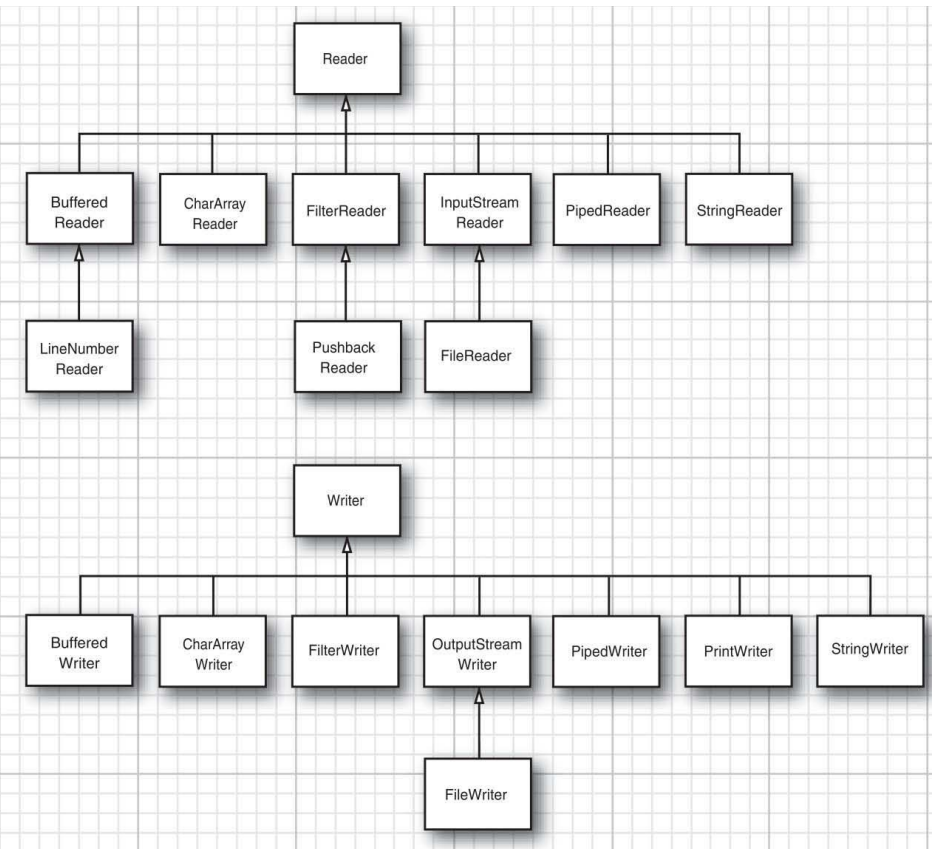 Reader
Buffered
Reader
CharArray
Reader
FilterReader
InputStream
Reader
PipedReader
StringReader
LineNumber
Reader
Pushback
Reader
FileReader
Writer
Buffered
Writer
CharArray
Writer
FilterWriter
OutputStream
Writer
PipedWriter
PrintWriter
StringWriter
FileWriter